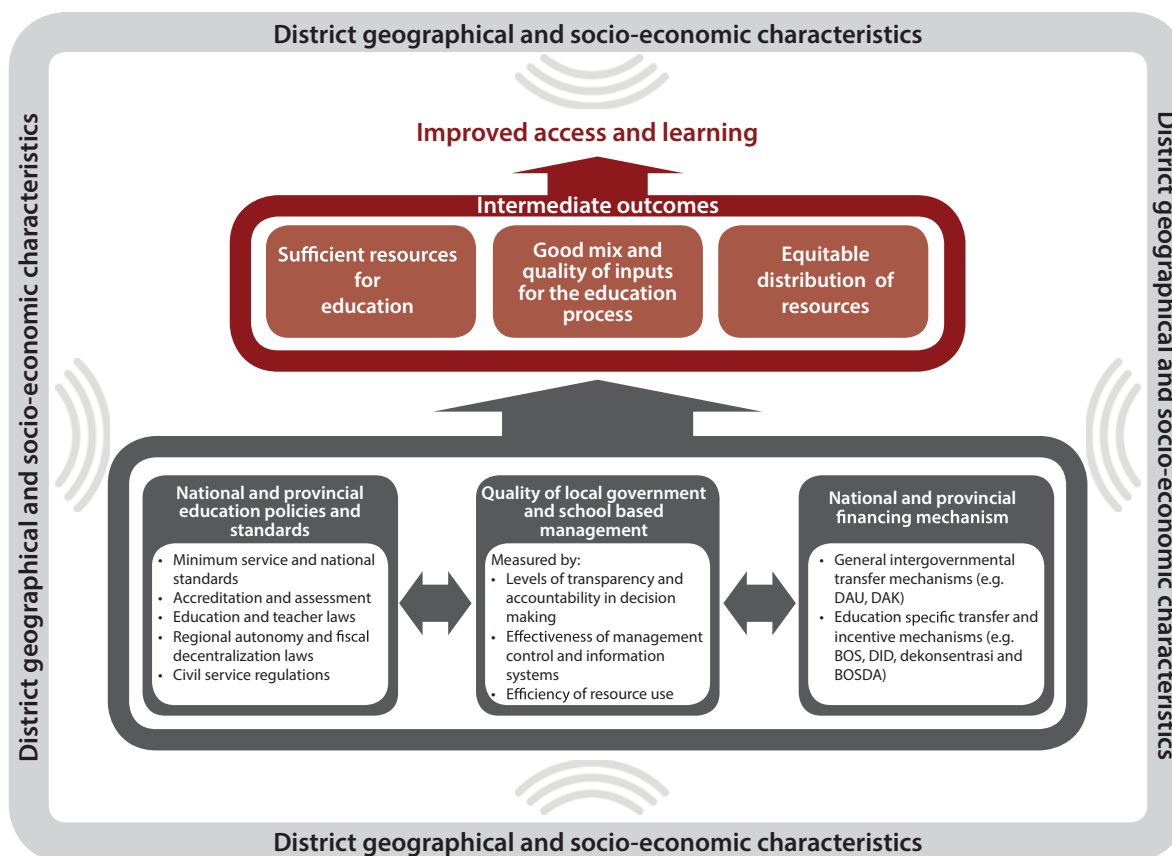 District geographical and socio-economic characteristics
District geographical and socio-economic characteristics
District geographical and socio-economic characteristics
Improved access and learning
Intermediate outcomes
Sufficient resources
for
education
Good mix and
quality of inputs
for the education
process
Equitable
distribution of
resources
National and provincial
education policies and
standards
• Minimum service and national
standards
• Accreditation and assessment
• Education and teacher laws
• Regional autonomy and fiscal
decentralization laws
• Civil service regulations
Quality of local government
and school based
management
Measured by:
• Levels of transparency and
accountability in decision
making
• Effectiveness of management
control and information
systems
• Efficiency of resource use
National and provincial
financing mechanism
• General intergovernmental
transfer mechanisms (e.g.
DAU, DAK)
• Education specific transfer and
incentive mechanisms (e.g.
BOS, DID, dekonsentrasi and
BOSDA)
District geographical and socio-economic characteristics